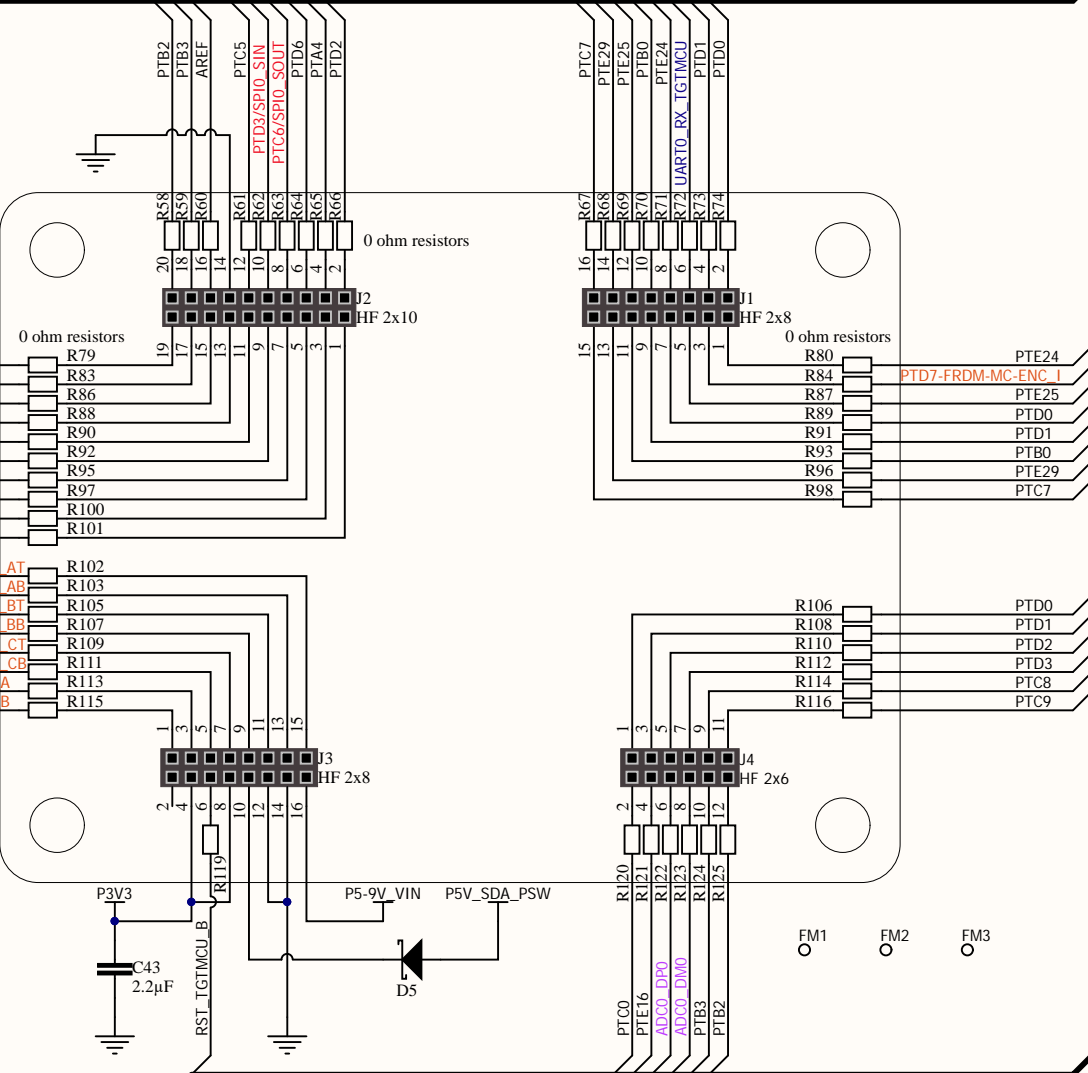 PTB2
PTB3
AREF
PTC5
PTD3/SPI0_SIN
PTC6/SPI0_SOUT
PTD6
PTA4
PTD2
PTC7
PTE29
PTE25
PTB0
PTE24
UART0_RX_TGTMCU
PTD1
PTD0
R58
R59
R60
R61
R62
R63
R64
R65
R66
0 ohm resistors
R67
R68
R69
R70
R71
R72
R73
R74
20
18
16
14
12
10
8
6
4
2
16
14
12
10
8
6
4
2
J2
HF 2x10
J1
HF 2x8
19
17
15
13
11
9
7
5
3
1
15
13
11
9
7
5
3
1
0 ohm resistors
0 ohm resistors
R79
R83
R86
R88
R90
R92
R95
R97
R100
R101
R80 PTE24
R84 PTD7-FRDM-MC-ENC_I
R87 PTE25
R89 PTD0
R91 PTD1
R93 PTB0
R96 PTE29
R98 PTC7
_AT R102
_AB R103
_BT R105
_BB R107
_CT R109
_CB R111
A R113
B R115
R106 PTD0
R108 PTD1
R110 PTD2
R112 PTD3
R114 PTC8
R116 PTC9
1
3
5
7
9
11
13
15
J3
HF 2x8
2
4
6
8
10
12
14
16
1
3
5
7
9
11
J4
HF 2x6
2
4
6
8
10
12
R119
R120
R121
R122
R123
R124
R125
P3V3
P5-9V_VIN
P5V_SDA_PSW
C43
2.2µF
RST_TGTMCU_B
D5
PTC0
PTE16
ADC0_DP0
ADC0_DM0
PTB3
PTB2
FM1
FM2
FM3